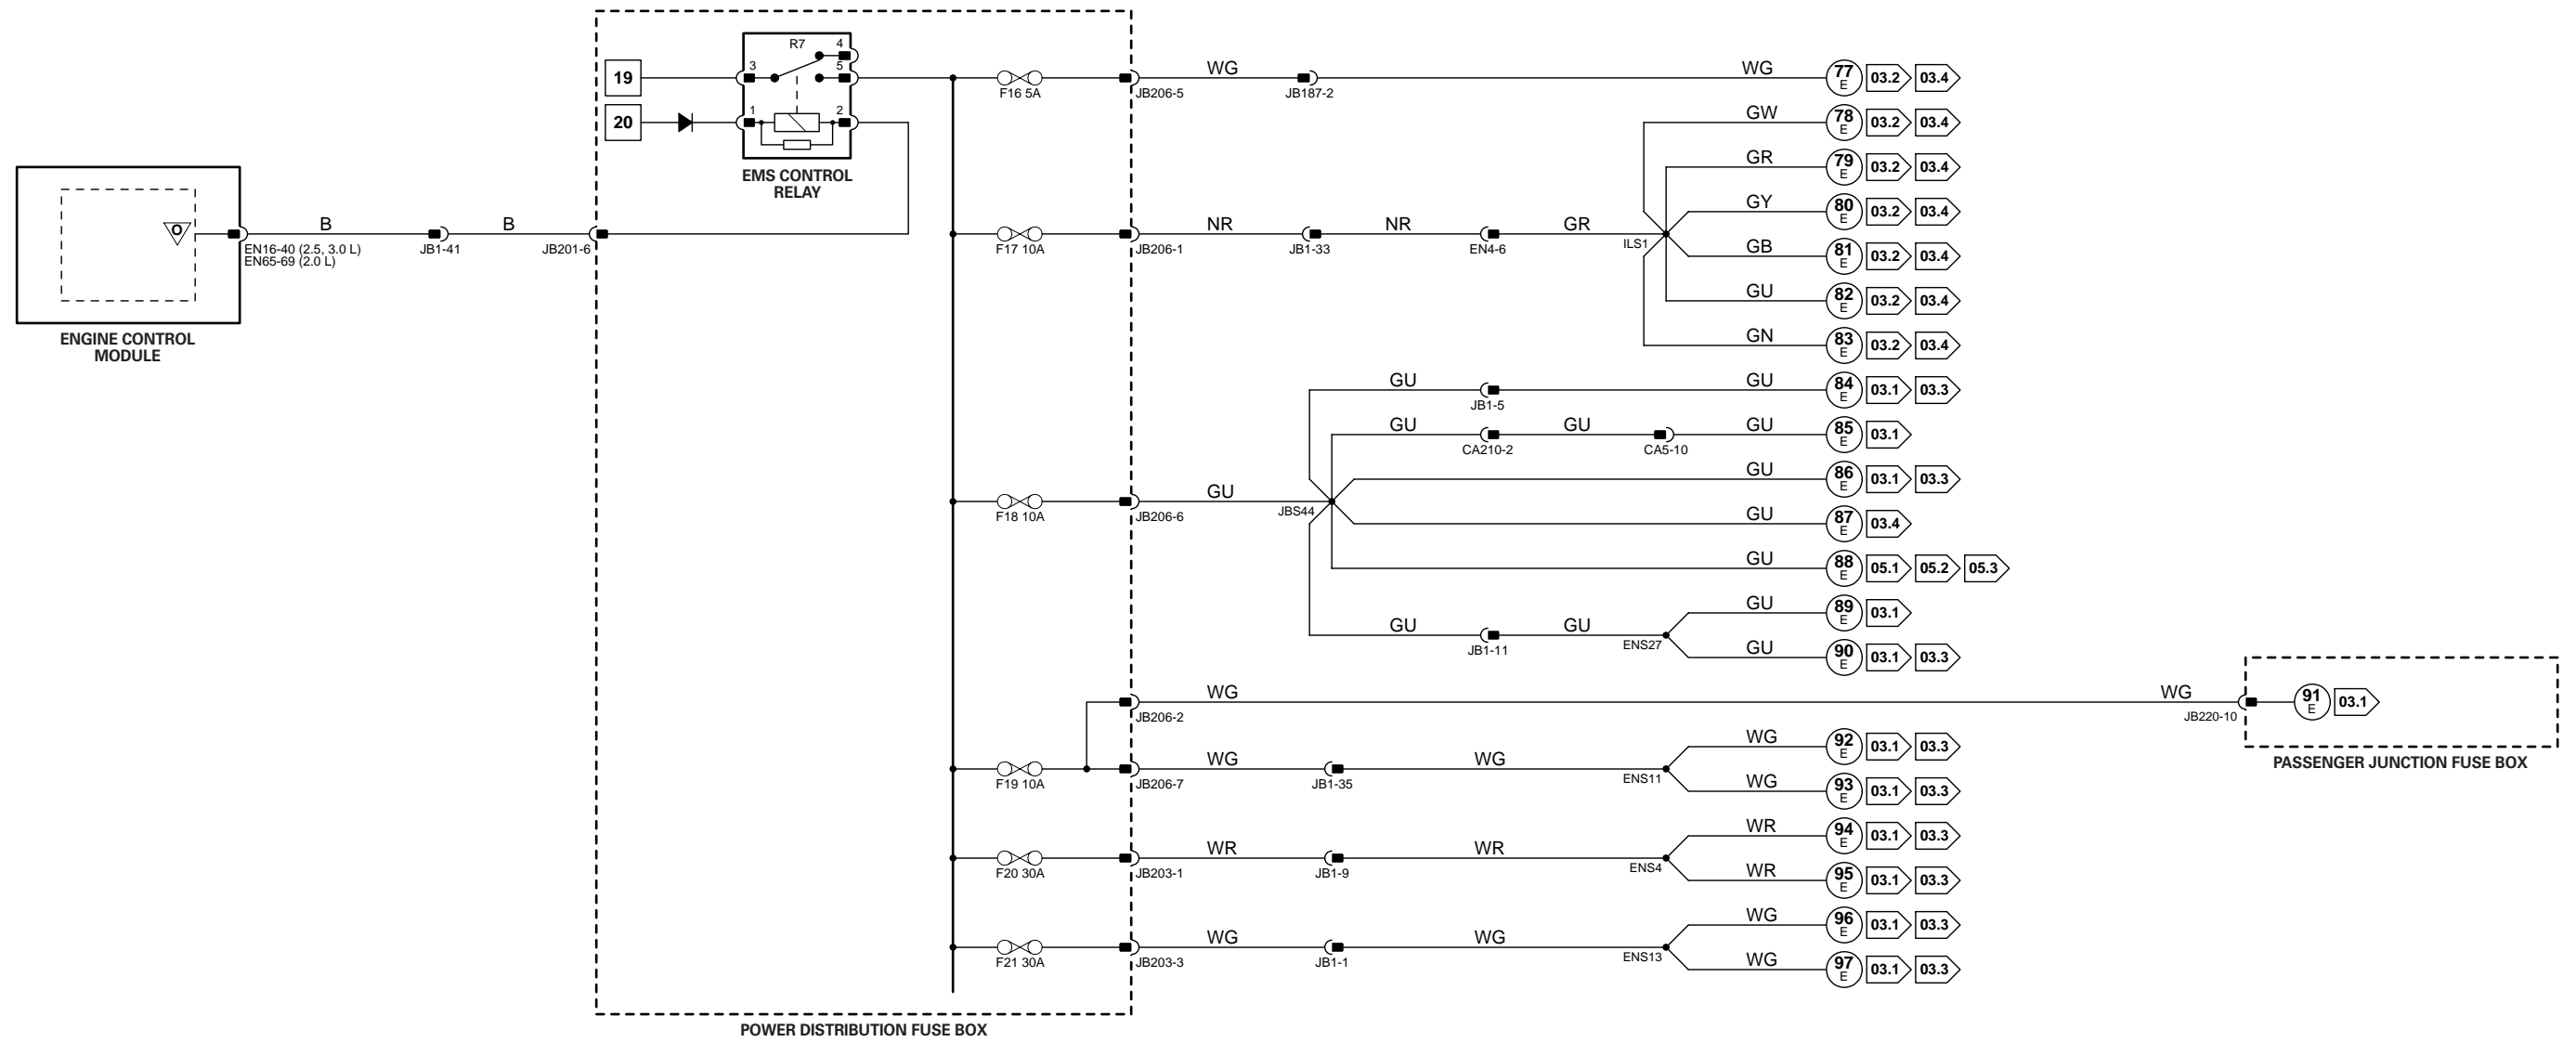 R7
4
3
5
1
2
19
20
EMS CONTROL
RELAY
O
B
B
EN16-40 (2.5, 3.0 L)
EN65-69 (2.0 L)
JB1-41
JB201-6
ENGINE CONTROL
MODULE
F16 5A
JB206-5
WG
JB187-2
WG
77
E
03.2
03.4
GW
78
E
03.2
03.4
GR
79
E
03.2
03.4
GY
80
E
03.2
03.4
F17 10A
JB206-1
NR
JB1-33
NR
EN4-6
GR
ILS1
GB
81
E
03.2
03.4
GU
82
E
03.2
03.4
GN
83
E
03.2
03.4
GU
JB1-5
GU
84
E
03.1
03.3
GU
CA210-2
GU
CA5-10
GU
85
E
03.1
GU
86
E
03.1
03.3
F18 10A
JB206-6
GU
JBS44
GU
87
E
03.4
GU
88
E
05.1
05.2
05.3
GU
JB1-11
GU
ENS27
GU
89
E
03.1
GU
90
E
03.1
03.3
JB206-2
WG
WG
JB220-10
91
E
03.1
PASSENGER JUNCTION FUSE BOX
F19 10A
JB206-7
WG
JB1-35
WG
ENS11
WG
92
E
03.1
03.3
WG
93
E
03.1
03.3
F20 30A
JB203-1
WR
JB1-9
WR
ENS4
WR
94
E
03.1
03.3
WR
95
E
03.1
03.3
F21 30A
JB203-3
WG
JB1-1
WG
ENS13
WG
96
E
03.1
03.3
WG
97
E
03.1
03.3
POWER DISTRIBUTION FUSE BOX